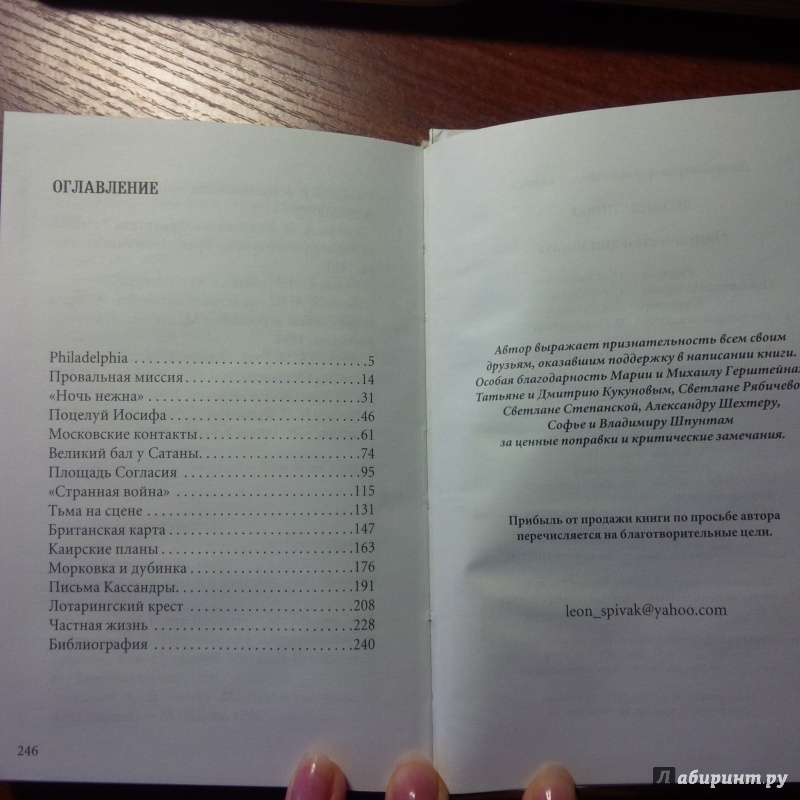 ОГЛАВЛЕНИЕ
Philadelphia . . . . . . . . . . . . . . . . . . . . . . . . . . . . . . 5
Провальная миссия . . . . . . . . . . . . . . . . . . . . . . . 14
«Ночь нежна» . . . . . . . . . . . . . . . . . . . . . . . . . . . . 31
Поцелуй Иосифа . . . . . . . . . . . . . . . . . . . . . . . . . . 46
Московские контакты . . . . . . . . . . . . . . . . . . . . . 61
Великий бал у Сатаны. . . . . . . . . . . . . . . . . . . . . 74
Площадь Согласия . . . . . . . . . . . . . . . . . . . . . . . . 95
«Странная война» . . . . . . . . . . . . . . . . . . . . . . . . 115
Тьма на сцене . . . . . . . . . . . . . . . . . . . . . . . . . . . 131
Британская карта . . . . . . . . . . . . . . . . . . . . . . . . 147
Каирские планы . . . . . . . . . . . . . . . . . . . . . . . . . 163
Морковка и дубинка . . . . . . . . . . . . . . . . . . . . . . 176
Письма Кассандры. . . . . . . . . . . . . . . . . . . . . . . . 191
Лотарингский крест . . . . . . . . . . . . . . . . . . . . . . 208
Частная жизнь . . . . . . . . . . . . . . . . . . . . . . . . . . 228
Библиография . . . . . . . . . . . . . . . . . . . . . . . . . . 240
246
Автор выражает признательность всем своим
друзьям, оказавшим поддержку в написании книги.
Особая благодарность Марии и Михаилу
Татьяне и Дмитрию Кукуновым, Светлане
Светлане Степанской, Александру Шехтеру,
Софье и Владимиру Шпунтам
за ценные поправки и критические замечания.
Прибыль от продажи книги по просьбе автора
перечисляется на благотворительные цели.
leon_spivak@yahoo.com
Лабиринт.ру